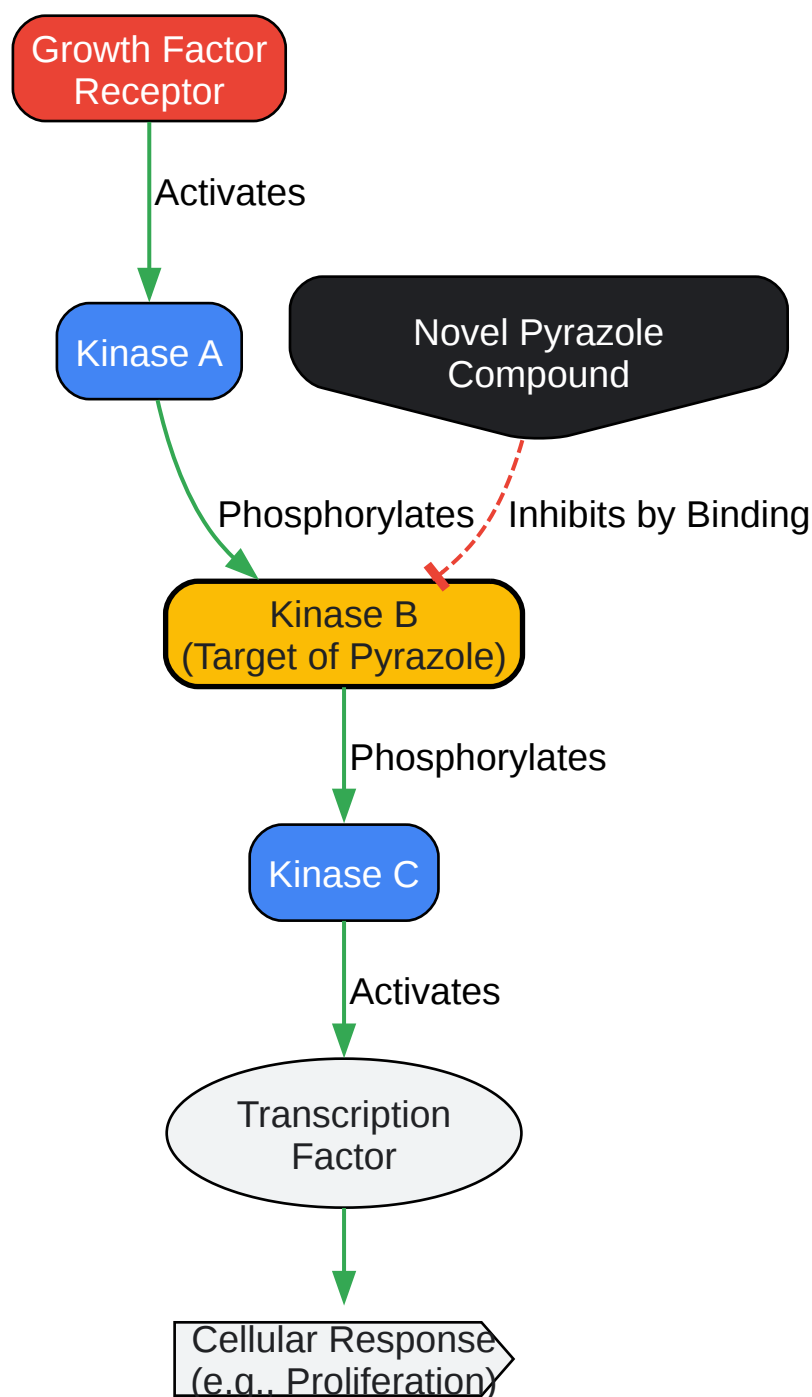 Growth Factor
Receptor
Activates
Kinase A
Novel Pyrazole
Compound
Phosphorylates
Inhibits by Binding
Kinase B
(Target of Pyrazole)
Phosphorylates
Kinase C
Activates
Transcription
Factor
Cellular Response
(e.g., Proliferation)